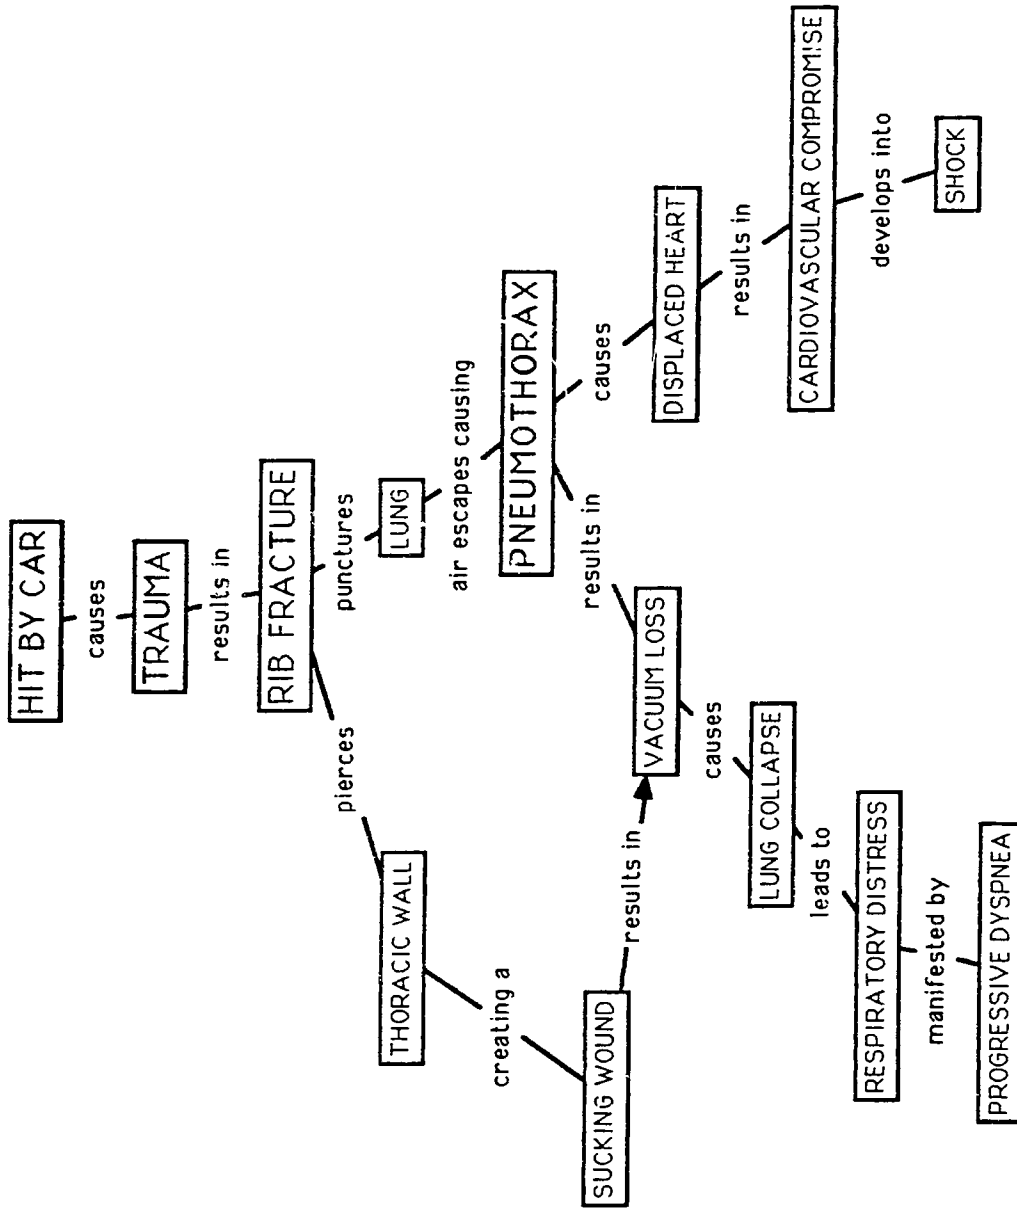 HIT BY CAR
causes
TRAUMA
results in
RIB FRACTURE
pierces
punctures
THORACIC WALL
LUNG
creating a
air escapes causing
SUCKING WOUND
PNEUMOTHORAX
results in
results in
causes
VACUUM LOSS
DISPLACED HEART
causes
results in
LUNG COLLAPSE
CARDIOVASCULAR COMPROMISE
leads to
develops into
RESPIRATORY DISTRESS
SHOCK
manifested by
PROGRESSIVE DYSPNEA